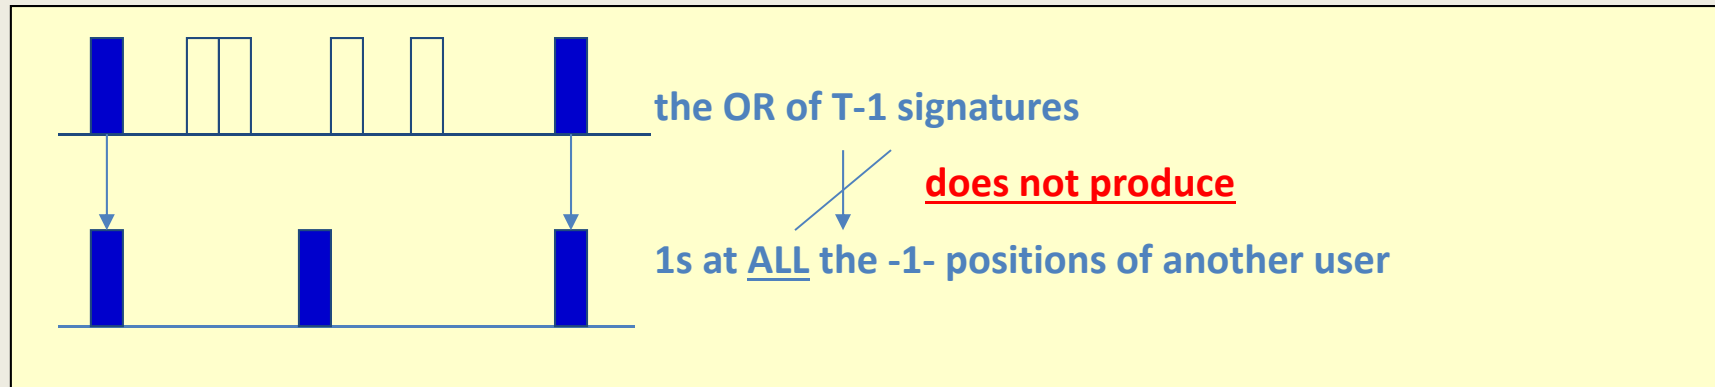 the OR of T-1 signatures
does not produce
1s at ALL the -1- positions of another user